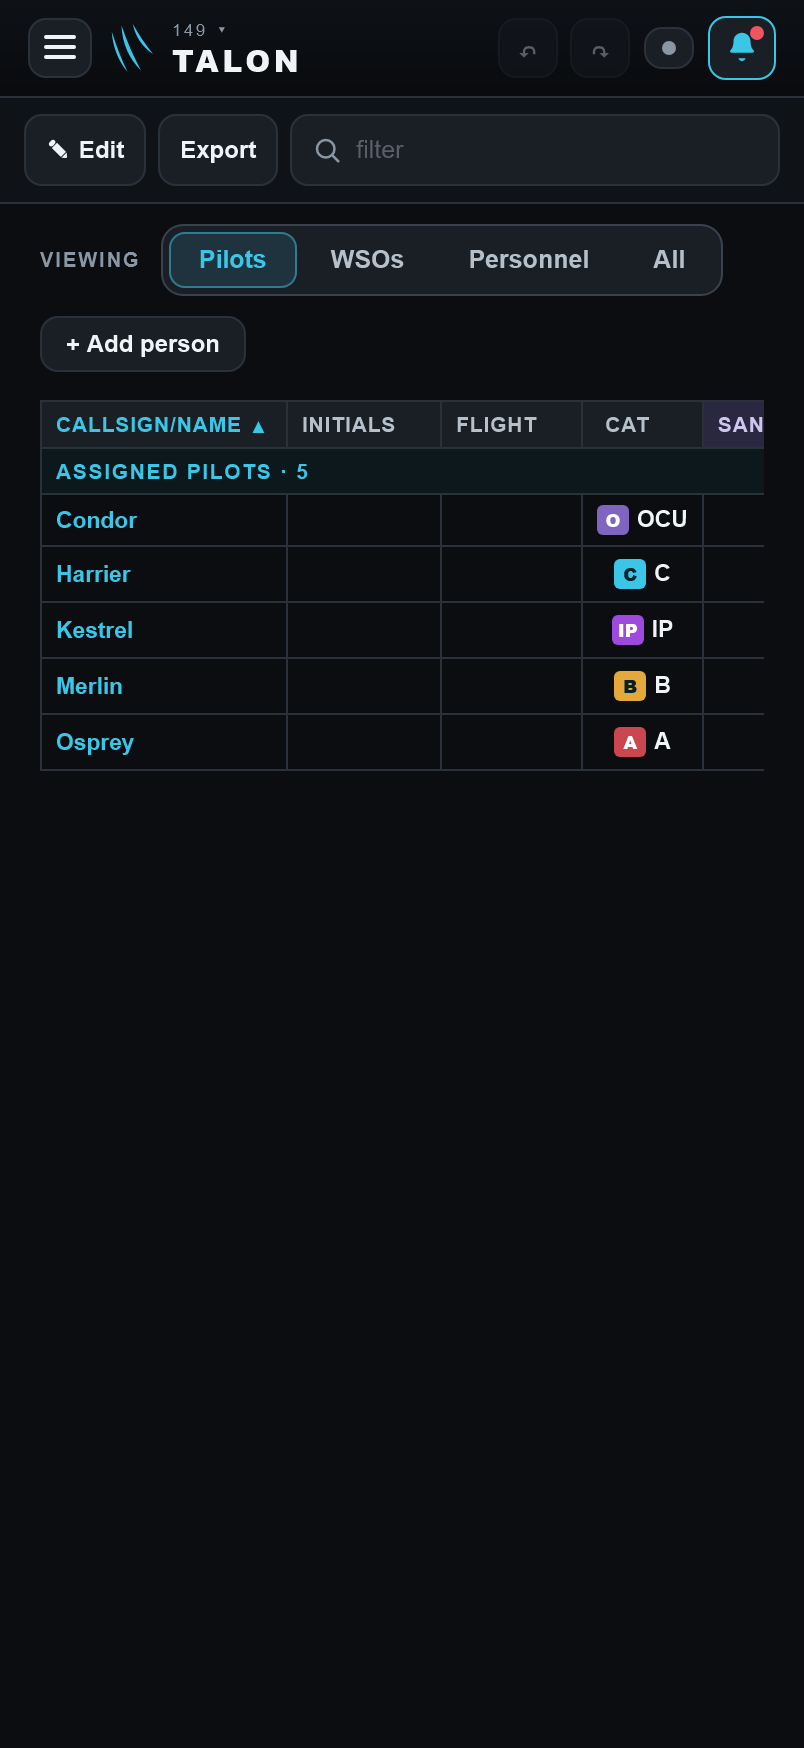 149 ▾
TALON
Edit Export filter
VIEWING Pilots WSOs Personnel All
+ Add person
CALLSIGN/NAME ▲ INITIALS FLIGHT CAT SAN
ASSIGNED PILOTS · 5
Condor O OCU
Harrier C C
Kestrel IP IP
Merlin B B
Osprey A A